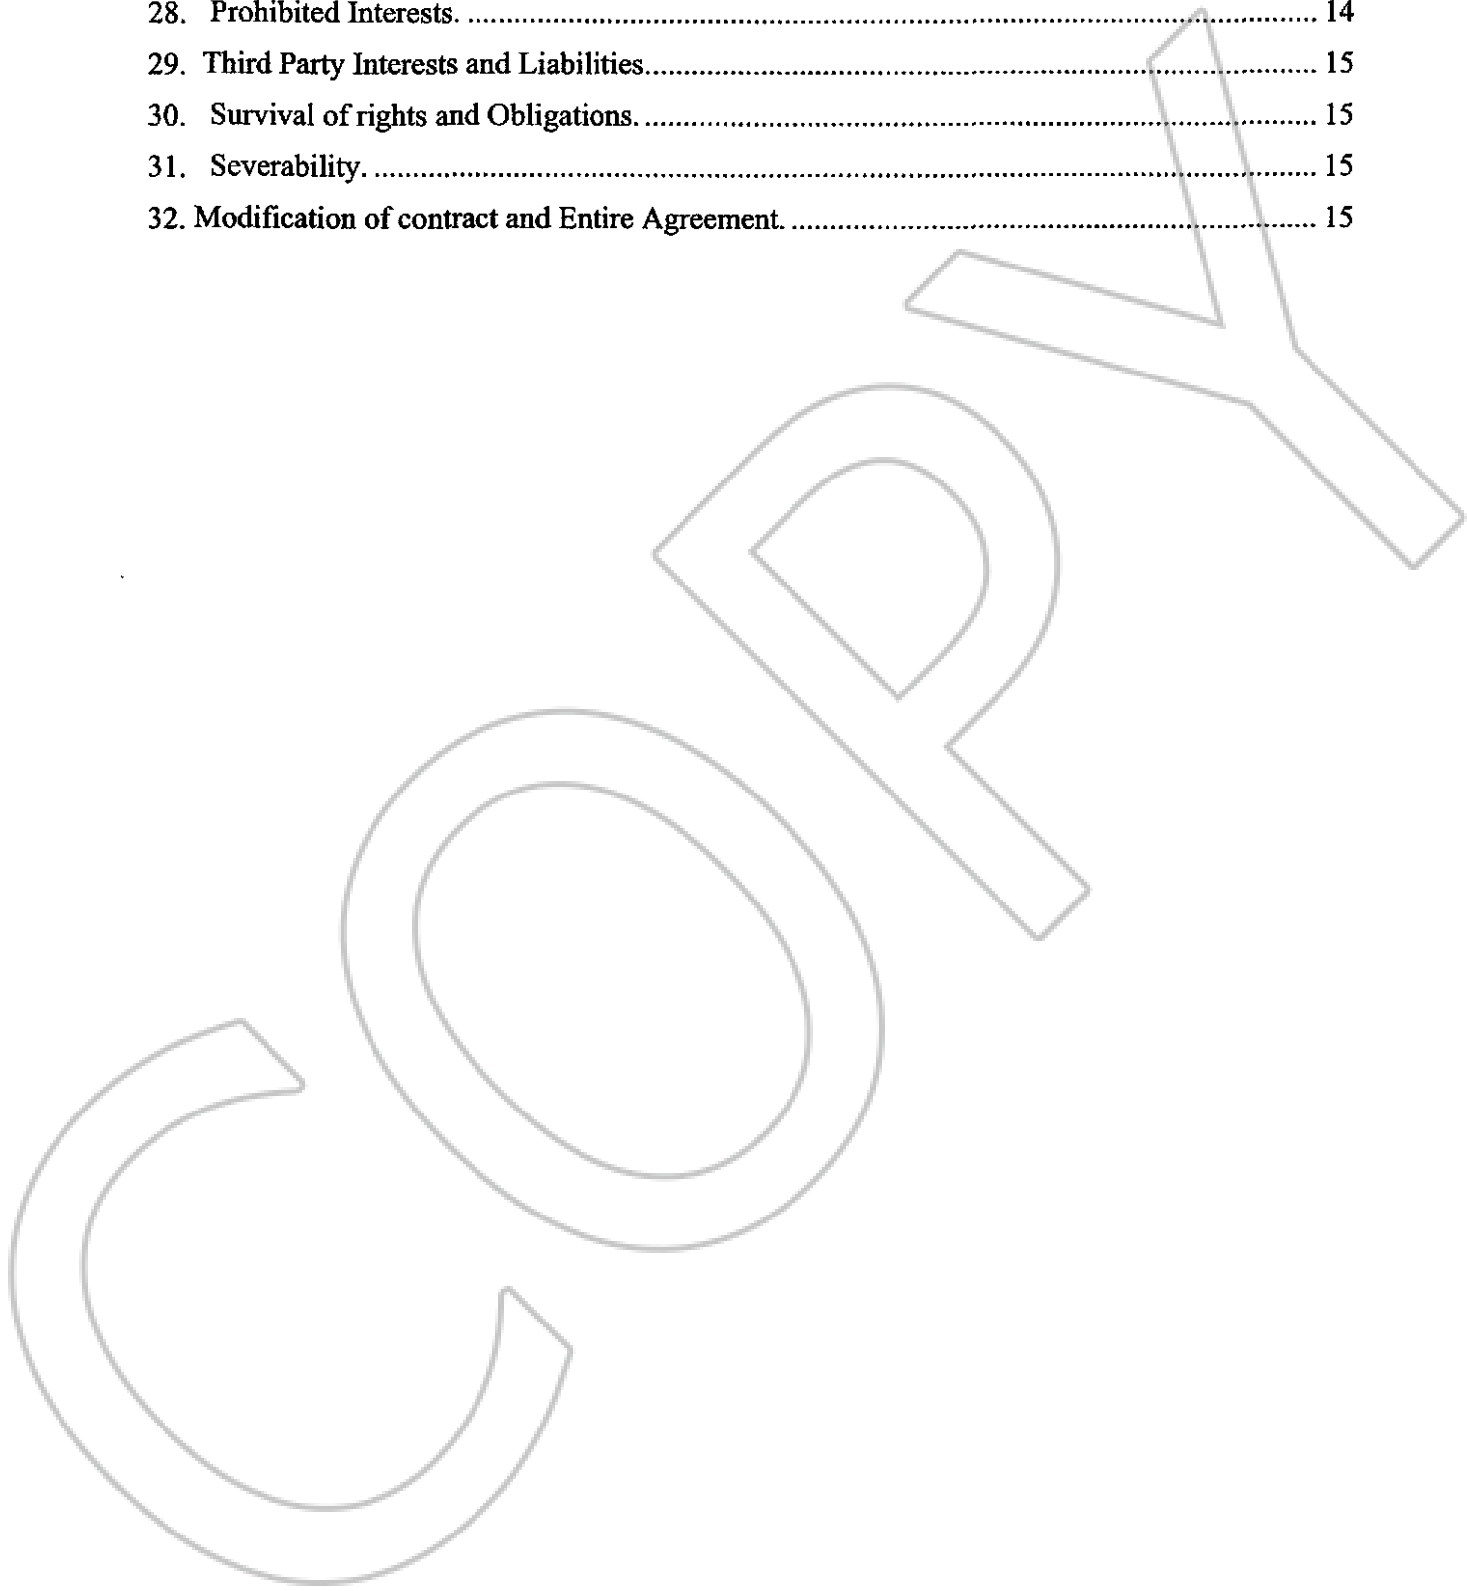 28. Prohibited Interests. ........................................................................................................ 14
29. Third Party Interests and Liabilities........................................................................................ 15
30. Survival of rights and Obligations. ........................................................................................ 15
31. Severability. ........................................................................................................................ 15
32. Modification of contract and Entire Agreement. .................................................................... 15
COPY